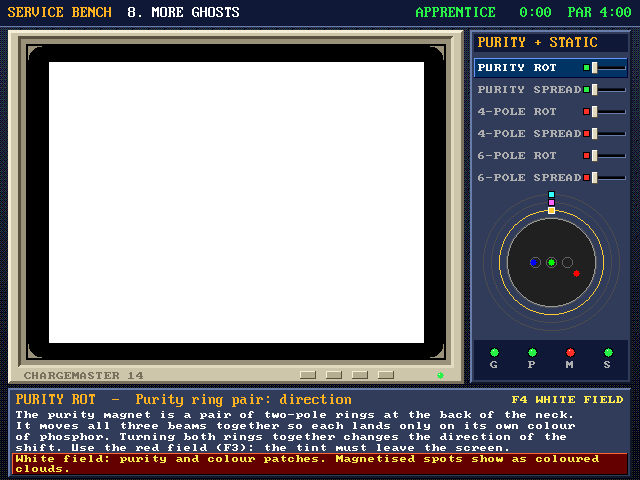 SERVICE BENCH 8. MORE GHOSTS APPRENTICE 0:00 PAR 4:00
PURITY + STATIC
PURITY ROT
PURITY SPREAD
4-POLE ROT
4-POLE SPREAD
6-POLE ROT
6-POLE SPREAD
G P M S
CHARGEMASTER 14
PURITY ROT - Purity ring pair: direction F4 WHITE FIELD
The purity magnet is a pair of two-pole rings at the back of the neck.
It moves all three beams together so each lands only on its own colour
of phosphor. Turning both rings together changes the direction of the
shift. Use the red field (F3): the tint must leave the screen.
White field: purity and colour patches. Magnetised spots show as coloured
clouds.